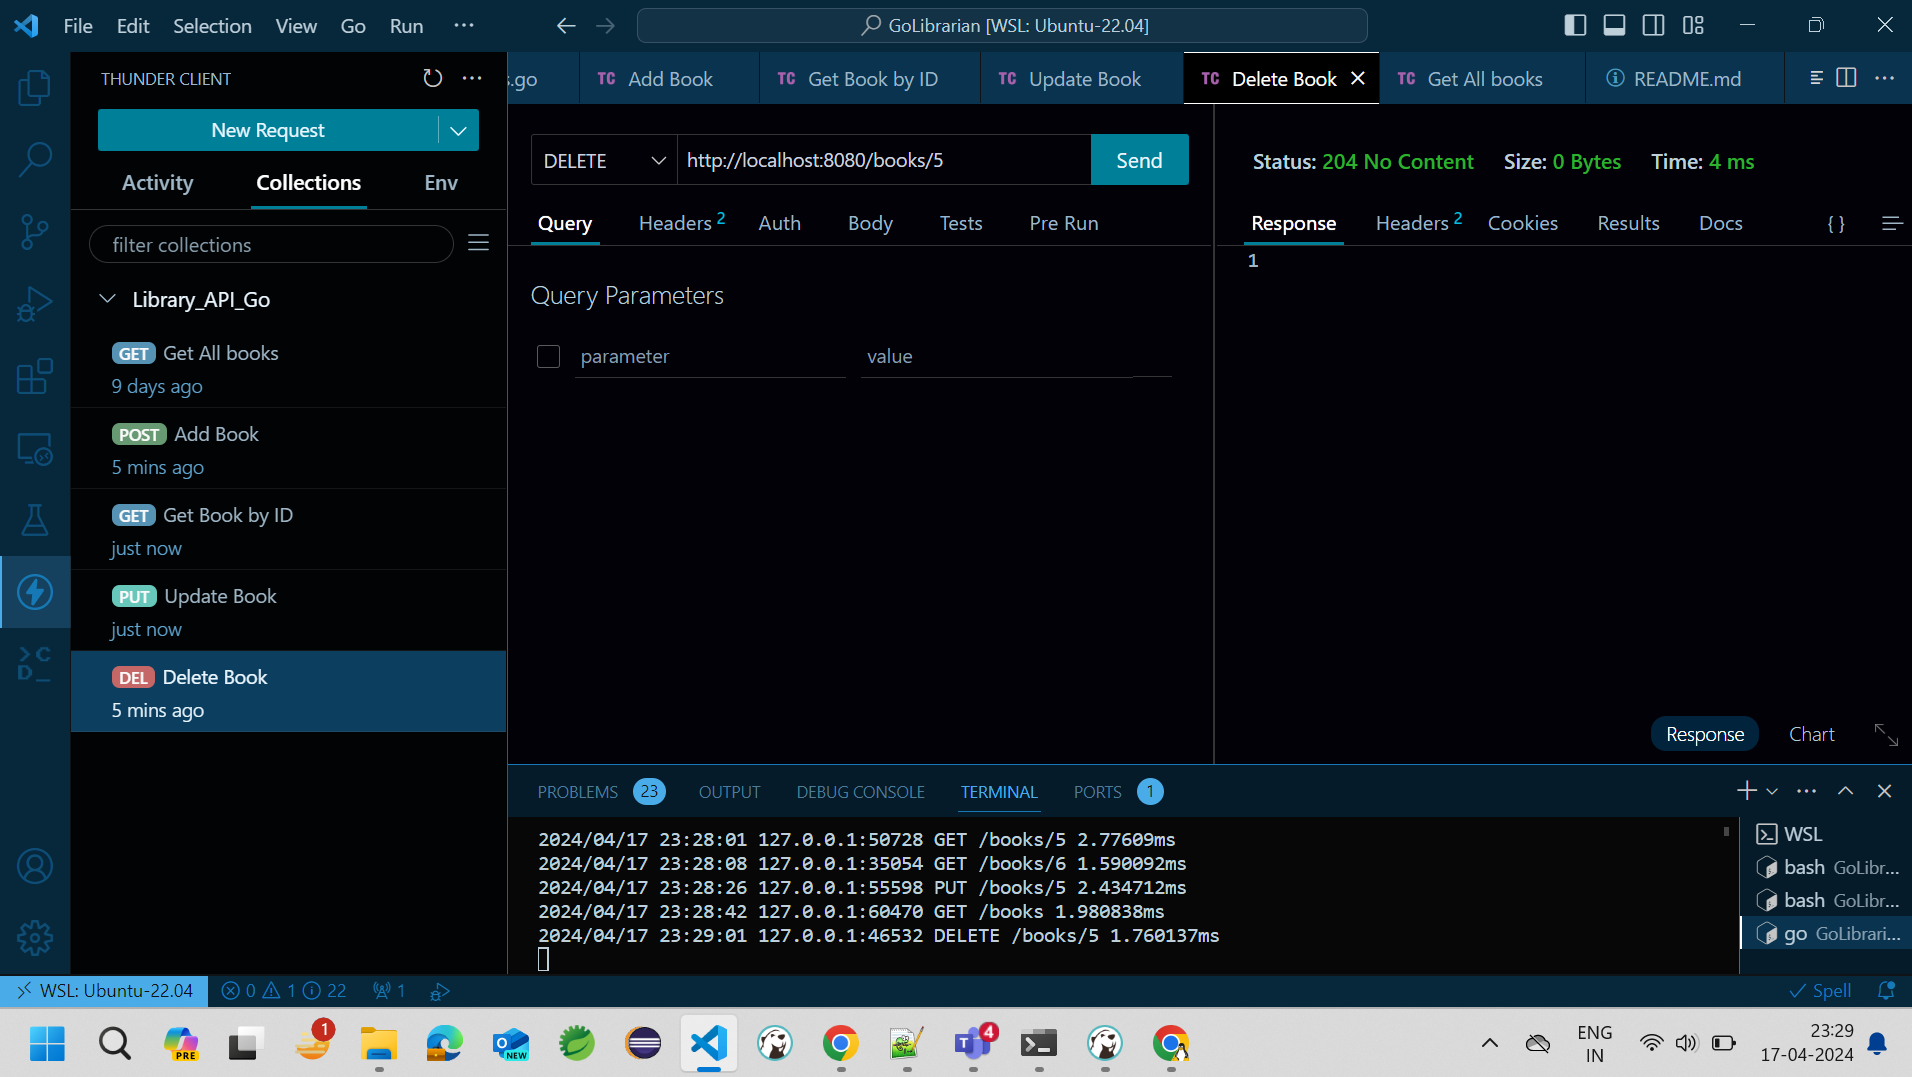 File Edit Selection View Go Run ··· GoLibrarian [WSL: Ubuntu-22.04]
THUNDER CLIENT
s.go TC Add Book TC Get Book by ID TC Update Book TC Delete Book TC Get All books README.md
New Request
Activity Collections Env
filter collections
Library_API_Go
GET Get All books
9 days ago
POST Add Book
5 mins ago
GET Get Book by ID
just now
PUT Update Book
just now
DEL Delete Book
5 mins ago
DELETE http://localhost:8080/books/5 Send
Query Headers 2 Auth Body Tests Pre Run
Query Parameters
parameter value
Status: 204 No Content Size: 0 Bytes Time: 4 ms
Response Headers 2 Cookies Results Docs { }
1
Response Chart
PROBLEMS 23 OUTPUT DEBUG CONSOLE TERMINAL PORTS 1
2024/04/17 23:28:01 127.0.0.1:50728 GET /books/5 2.77609ms
2024/04/17 23:28:08 127.0.0.1:35054 GET /books/6 1.590092ms
2024/04/17 23:28:26 127.0.0.1:55598 PUT /books/5 2.434712ms
2024/04/17 23:28:42 127.0.0.1:60470 GET /books 1.980838ms
2024/04/17 23:29:01 127.0.0.1:46532 DELETE /books/5 1.760137ms
WSL
bash GoLibr...
bash GoLibr...
go GoLibrari...
WSL: Ubuntu-22.04 0 1 22 1 Spell
PRE 1 NEW 4
ENG
IN
23:29
17-04-2024